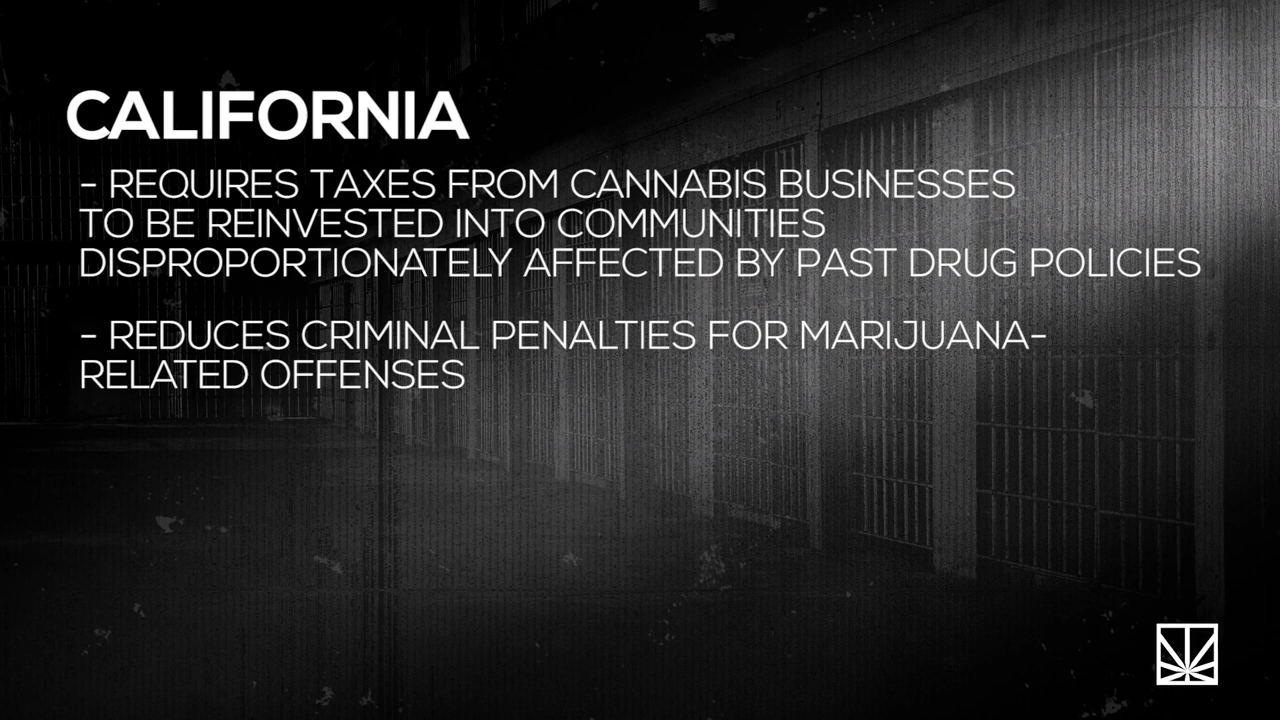 CALIFORNIA
- REQUIRES TAXES FROM CANNABIS BUSINESSES
TO BE REINVESTED INTO COMMUNITIES
DISPROPORTIONATELY AFFECTED BY PAST DRUG POLICIES
- REDUCES CRIMINAL PENALTIES FOR MARIJUANA-
RELATED OFFENSES